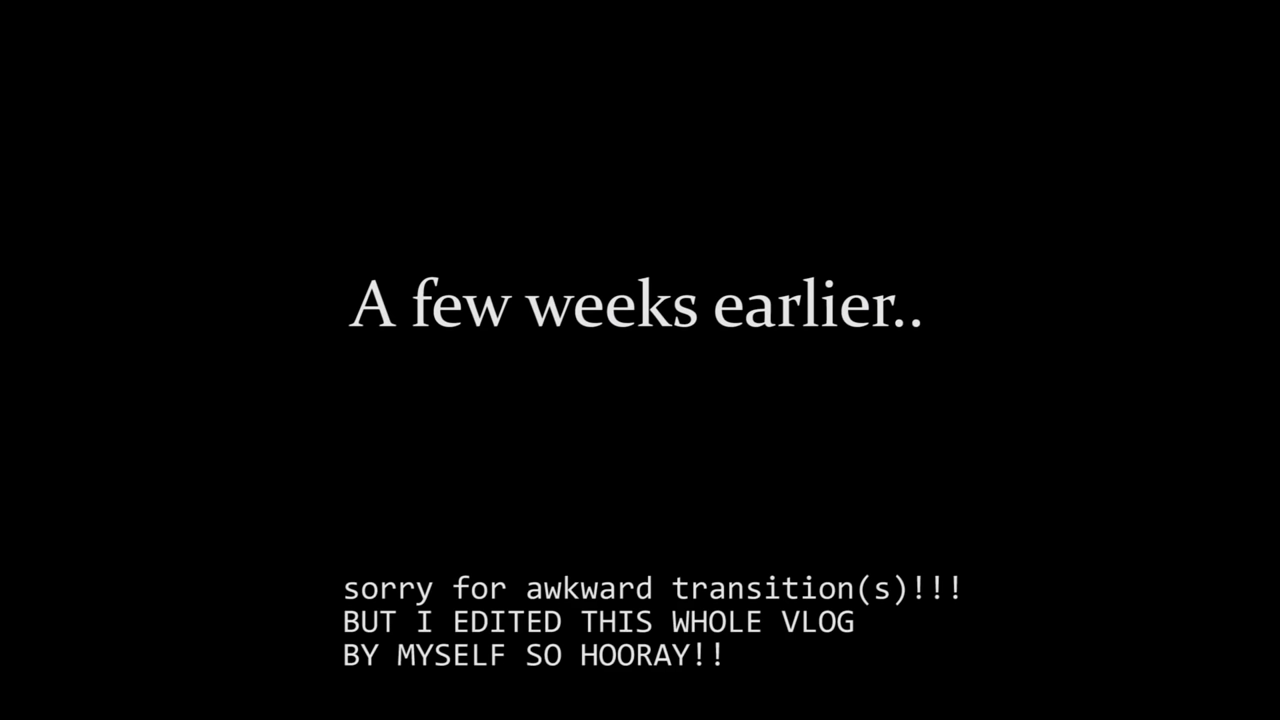 A few weeks earlier..
sorry for awkward transition(s)!!!
BUT I EDITED THIS WHOLE VLOG
BY MYSELF SO HOORAY!!